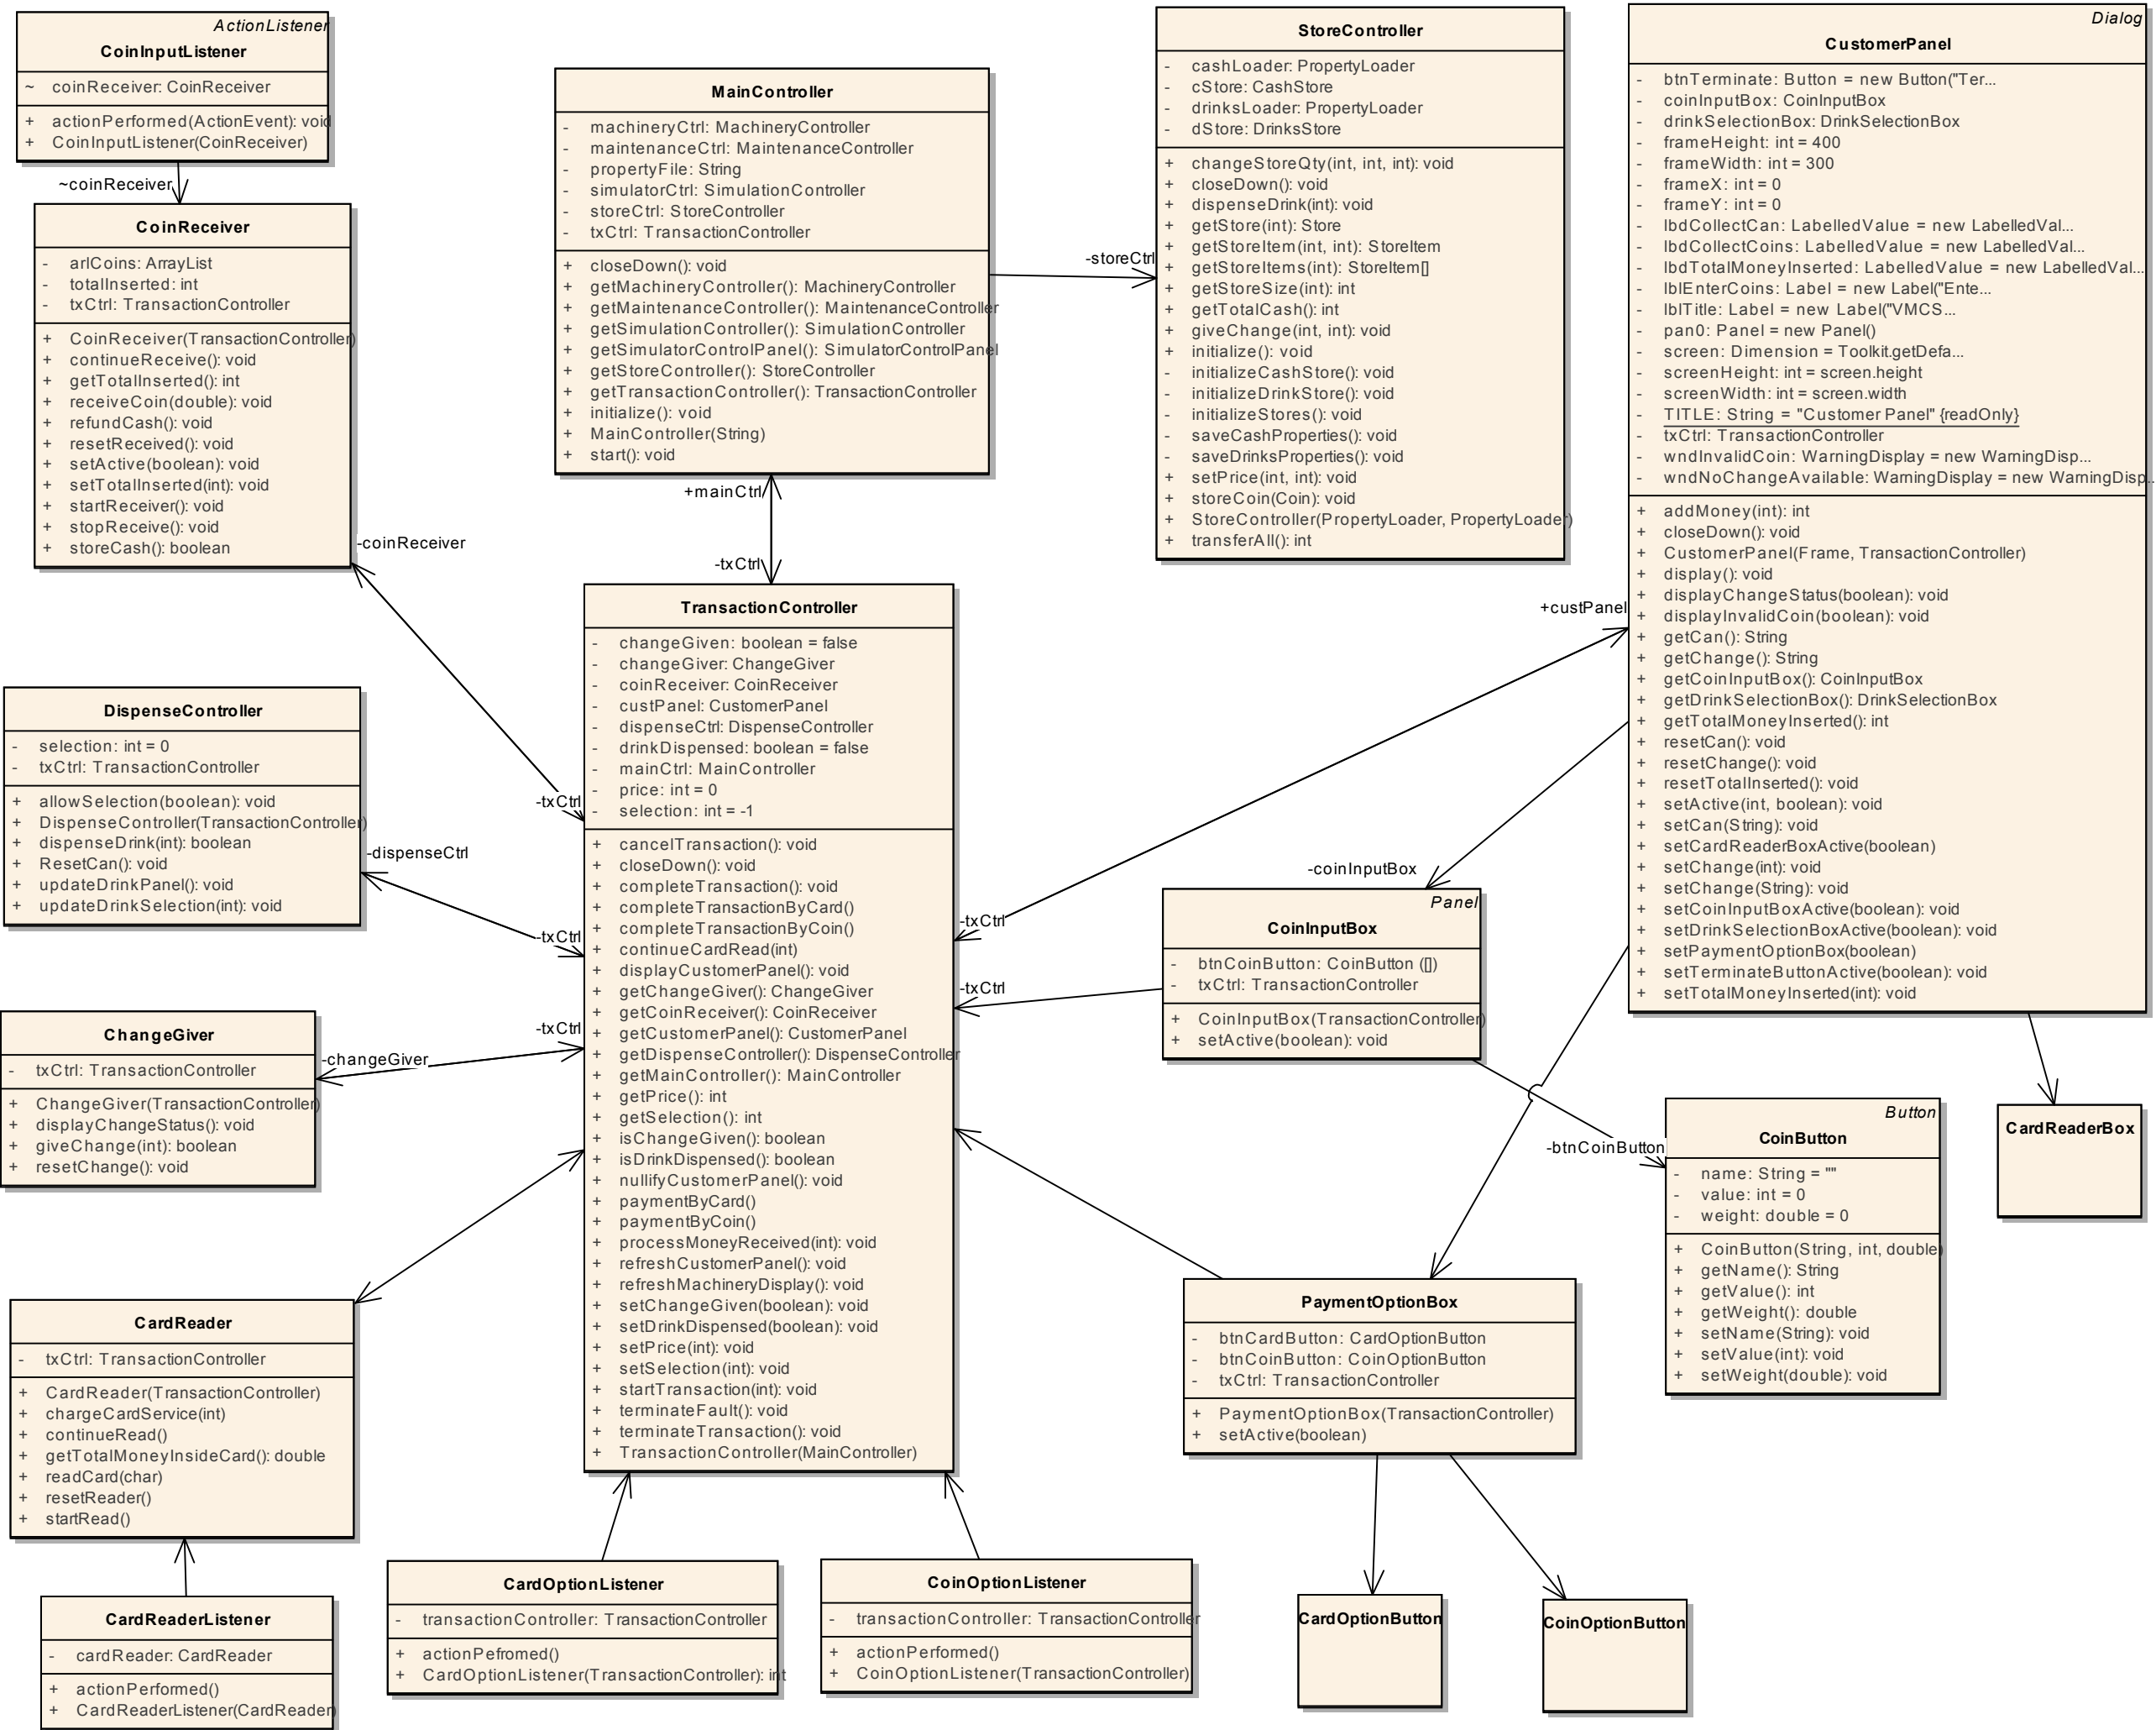 ActionListener
CoinInputListener
~ coinReceiver: CoinReceiver
+ actionPerformed(ActionEvent): void
+ CoinInputListener(CoinReceiver)
~coinReceiver
CoinReceiver
- arlCoins: ArrayList
- totalInserted: int
- txCtrl: TransactionController
+ CoinReceiver(TransactionController)
+ continueReceive(): void
+ getTotalInserted(): int
+ receiveCoin(double): void
+ refundCash(): void
+ resetReceived(): void
+ setActive(boolean): void
+ setTotalInserted(int): void
+ startReceiver(): void
+ stopReceive(): void
+ storeCash(): boolean
-coinReceiver
-txCtrl
MainController
- machineryCtrl: MachineryController
- maintenanceCtrl: MaintenanceController
- propertyFile: String
- simulatorCtrl: SimulationController
- storeCtrl: StoreController
- txCtrl: TransactionController
+ closeDown(): void
+ getMachineryController(): MachineryController
+ getMaintenanceController(): MaintenanceController
+ getSimulationController(): SimulationController
+ getSimulatorControlPanel(): SimulatorControlPanel
+ getStoreController(): StoreController
+ getTransactionController(): TransactionController
+ initialize(): void
+ MainController(String)
+ start(): void
-storeCtrl
+mainCtrl
-txCtrl
StoreController
- cashLoader: PropertyLoader
- cStore: CashStore
- drinksLoader: PropertyLoader
- dStore: DrinksStore
+ changeStoreQty(int, int, int): void
+ closeDown(): void
+ dispenseDrink(int): void
+ getStore(int): Store
+ getStoreItem(int, int): StoreItem
+ getStoreItems(int): StoreItem[]
+ getStoreSize(int): int
+ getTotalCash(): int
+ giveChange(int, int): void
+ initialize(): void
- initializeCashStore(): void
- initializeDrinkStore(): void
- initializeStores(): void
- saveCashProperties(): void
- saveDrinksProperties(): void
+ setPrice(int, int): void
+ storeCoin(Coin): void
+ StoreController(PropertyLoader, PropertyLoader)
+ transferAll(): int
Dialog
CustomerPanel
- btnTerminate: Button = new Button("Ter...
- coinInputBox: CoinInputBox
- drinkSelectionBox: DrinkSelectionBox
- frameHeight: int = 400
- frameWidth: int = 300
- frameX: int = 0
- frameY: int = 0
- lbdCollectCan: LabelledValue = new LabelledVal...
- lbdCollectCoins: LabelledValue = new LabelledVal...
- lbdTotalMoneyInserted: LabelledValue = new LabelledVal...
- lblEnterCoins: Label = new Label("Ente...
- lblTitle: Label = new Label("VMCS...
- pan0: Panel = new Panel()
- screen: Dimension = Toolkit.getDefa...
- screenHeight: int = screen.height
- screenWidth: int = screen.width
- TITLE: String = "Customer Panel" {readOnly}
- txCtrl: TransactionController
- wndInvalidCoin: WarningDisplay = new WarningDisp...
- wndNoChangeAvailable: WarningDisplay = new WarningDisp...
+ addMoney(int): int
+ closeDown(): void
+ CustomerPanel(Frame, TransactionController)
+ display(): void
+ displayChangeStatus(boolean): void
+ displayInvalidCoin(boolean): void
+ getCan(): String
+ getChange(): String
+ getCoinInputBox(): CoinInputBox
+ getDrinkSelectionBox(): DrinkSelectionBox
+ getTotalMoneyInserted(): int
+ resetCan(): void
+ resetChange(): void
+ resetTotalInserted(): void
+ setActive(int, boolean): void
+ setCan(String): void
+ setCardReaderBoxActive(boolean)
+ setChange(int): void
+ setChange(String): void
+ setCoinInputBoxActive(boolean): void
+ setDrinkSelectionBoxActive(boolean): void
+ setPaymentOptionBox(boolean)
+ setTerminateButtonActive(boolean): void
+ setTotalMoneyInserted(int): void
+custPanel
-txCtrl
-coinInputBox
DispenseController
- selection: int = 0
- txCtrl: TransactionController
+ allowSelection(boolean): void
+ DispenseController(TransactionController)
+ dispenseDrink(int): boolean
+ ResetCan(): void
+ updateDrinkPanel(): void
+ updateDrinkSelection(int): void
-dispenseCtrl
-txCtrl
TransactionController
- changeGiven: boolean = false
- changeGiver: ChangeGiver
- coinReceiver: CoinReceiver
- custPanel: CustomerPanel
- dispenseCtrl: DispenseController
- drinkDispensed: boolean = false
- mainCtrl: MainController
- price: int = 0
- selection: int = -1
+ cancelTransaction(): void
+ closeDown(): void
+ completeTransaction(): void
+ completeTransactionByCard()
+ completeTransactionByCoin()
+ continueCardRead(int)
+ displayCustomerPanel(): void
+ getChangeGiver(): ChangeGiver
+ getCoinReceiver(): CoinReceiver
+ getCustomerPanel(): CustomerPanel
+ getDispenseController(): DispenseController
+ getMainController(): MainController
+ getPrice(): int
+ getSelection(): int
+ isChangeGiven(): boolean
+ isDrinkDispensed(): boolean
+ nullifyCustomerPanel(): void
+ paymentByCard()
+ paymentByCoin()
+ processMoneyReceived(int): void
+ refreshCustomerPanel(): void
+ refreshMachineryDisplay(): void
+ setChangeGiven(boolean): void
+ setDrinkDispensed(boolean): void
+ setPrice(int): void
+ setSelection(int): void
+ startTransaction(int): void
+ terminateFault(): void
+ terminateTransaction(): void
+ TransactionController(MainController)
Panel
CoinInputBox
- btnCoinButton: CoinButton ([])
- txCtrl: TransactionController
+ CoinInputBox(TransactionController)
+ setActive(boolean): void
-txCtrl
-btnCoinButton
ChangeGiver
- txCtrl: TransactionController
+ ChangeGiver(TransactionController)
+ displayChangeStatus(): void
+ giveChange(int): boolean
+ resetChange(): void
-changeGiver
-txCtrl
Button
CoinButton
- name: String = ""
- value: int = 0
- weight: double = 0
+ CoinButton(String, int, double)
+ getName(): String
+ getValue(): int
+ getWeight(): double
+ setName(String): void
+ setValue(int): void
+ setWeight(double): void
CardReaderBox
CardReader
- txCtrl: TransactionController
+ CardReader(TransactionController)
+ chargeCardService(int)
+ continueRead()
+ getTotalMoneyInsideCard(): double
+ readCard(char)
+ resetReader()
+ startRead()
PaymentOptionBox
- btnCardButton: CardOptionButton
- btnCoinButton: CoinOptionButton
- txCtrl: TransactionController
+ PaymentOptionBox(TransactionController)
+ setActive(boolean)
CardReaderListener
- cardReader: CardReader
+ actionPerformed()
+ CardReaderListener(CardReader)
CardOptionListener
- transactionController: TransactionController
+ actionPefromed()
+ CardOptionListener(TransactionController): int
CoinOptionListener
- transactionController: TransactionController
+ actionPerformed()
+ CoinOptionListener(TransactionController)
CardOptionButton
CoinOptionButton